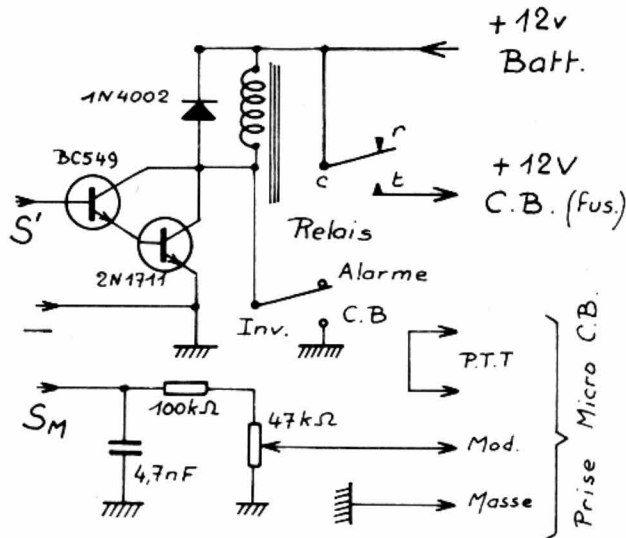 +12v
Batt.
1N4002
r
BC549
c
t
+12V
C.B. (fus.)
S'
Relais
2N1711
Alarme
Inv.
C.B
—
P.T.T
SM
100kΩ
47kΩ
4,7nF
Mod.
Masse
Prise Micro C.B.